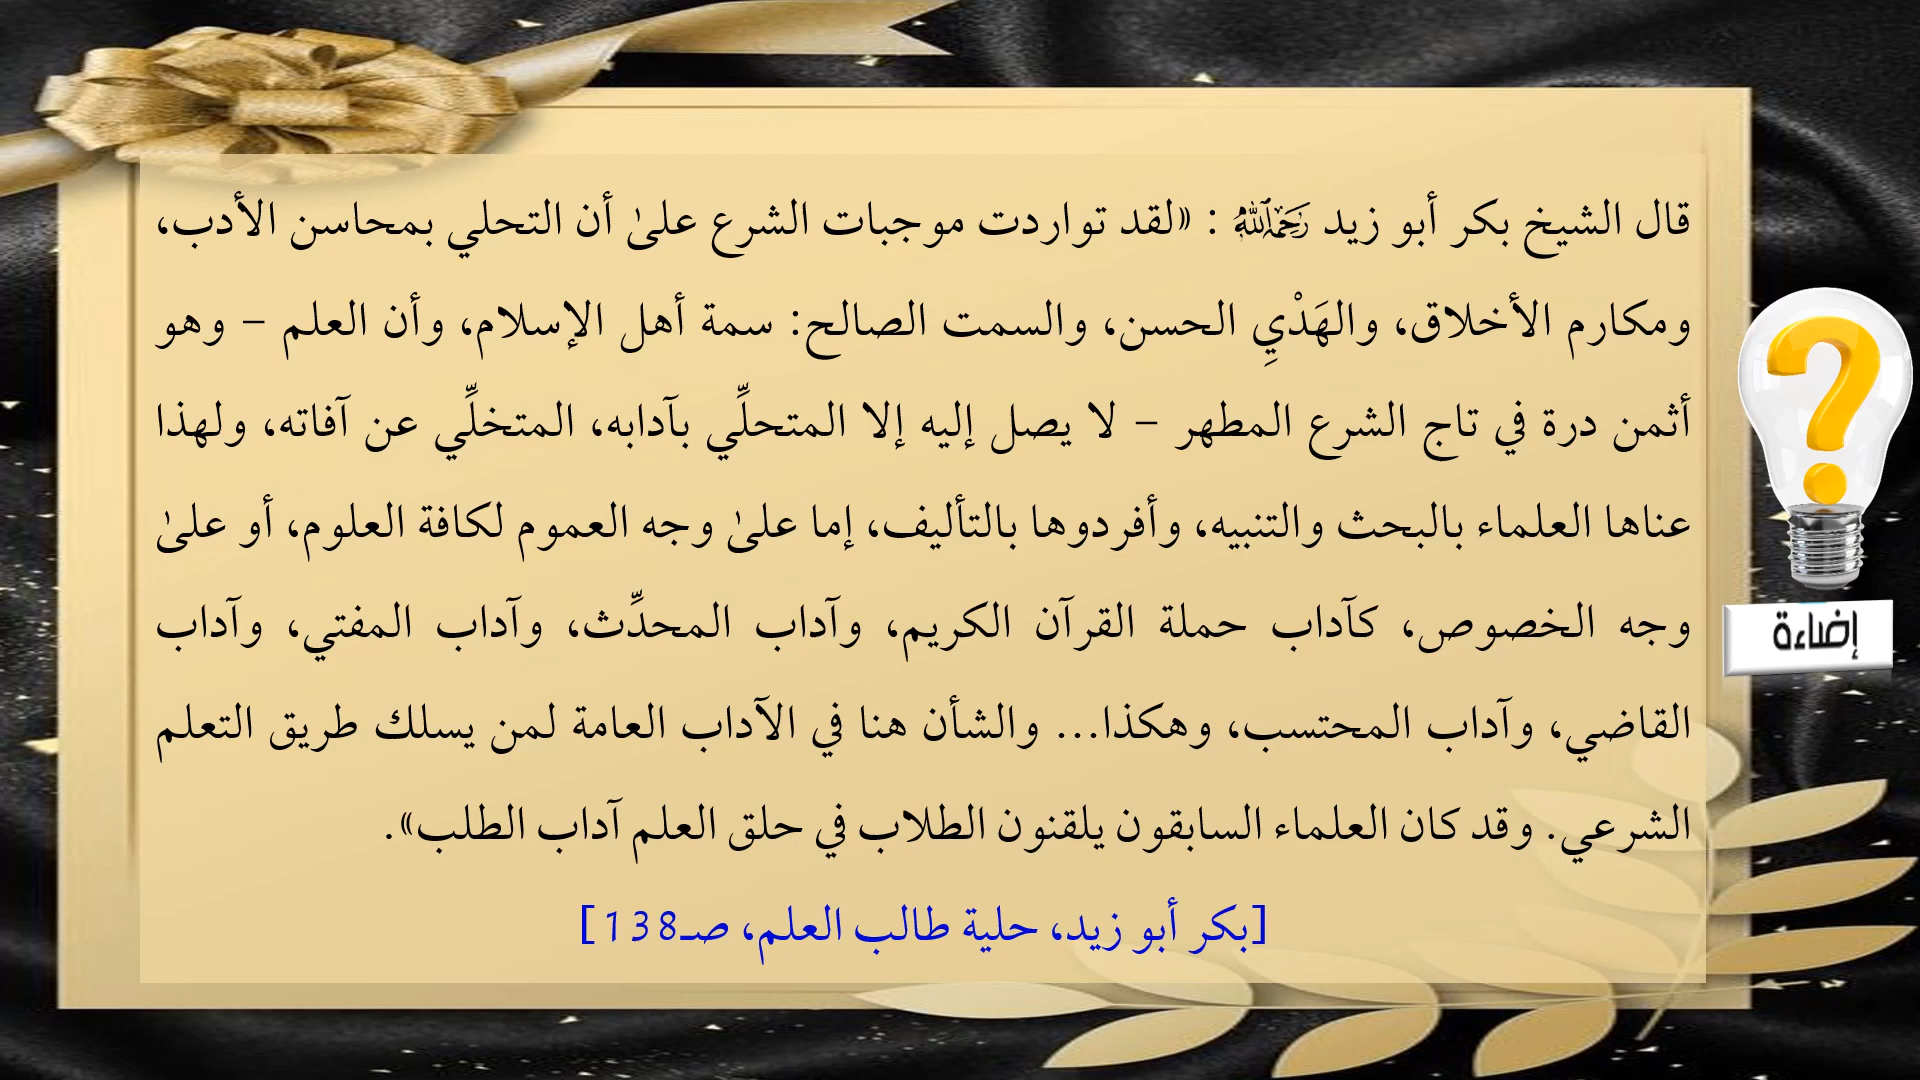 قال الشيخ بكر أبو زيد رَحِمَهُ ٱللَّهُ : «لقد تواردت موجبات الشرع علىٰ أن التحلي بمحاسن الأدب،
ومكارم الأخلاق، والهَدْيِ الحسن، والسمت الصالح: سمة أهل الإسلام، وأن العلم – وهو
أثمن درة في تاج الشرع المطهر – لا يصل إليه إلا المتحلِّي بآدابه، المتخلِّي عن آفاته، ولهذا
عناها العلماء بالبحث والتنبيه، وأفردوها بالتأليف، إما علىٰ وجه العموم لكافة العلوم، أو علىٰ
وجه الخصوص، كآداب حملة القرآن الكريم، وآداب المحدِّث، وآداب المفتي، وآداب
القاضي، وآداب المحتسب، وهكذا... والشأن هنا في الآداب العامة لمن يسلك طريق التعلم
الشرعي. وقد كان العلماء السابقون يلقنون الطلاب في حلق العلم آداب الطلب».
[بكر أبو زيد، حلية طالب العلم، صـ138]
إضاءة